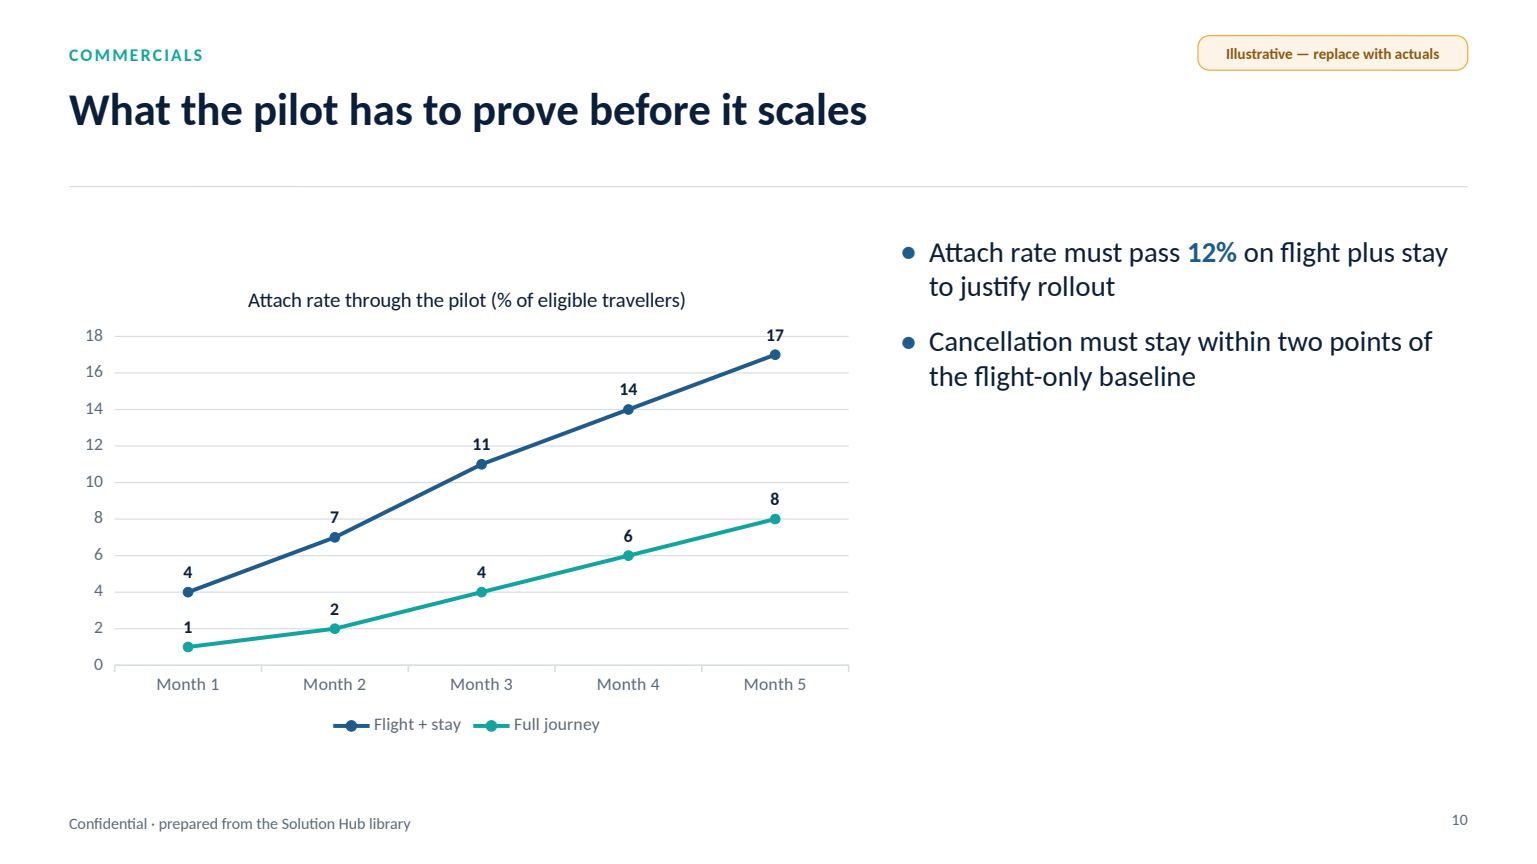 COMMERCIALS
Illustrative — replace with actuals
What the pilot has to prove before it scales
Attach rate through the pilot (% of eligible travellers)
18
16
14
12
10
8
6
4
2
0
4
7
11
14
17
1
2
4
6
8
Month 1
Month 2
Month 3
Month 4
Month 5
Flight + stay
Full journey
Attach rate must pass 12% on flight plus stay
to justify rollout
Cancellation must stay within two points of
the flight-only baseline
Confidential · prepared from the Solution Hub library
10